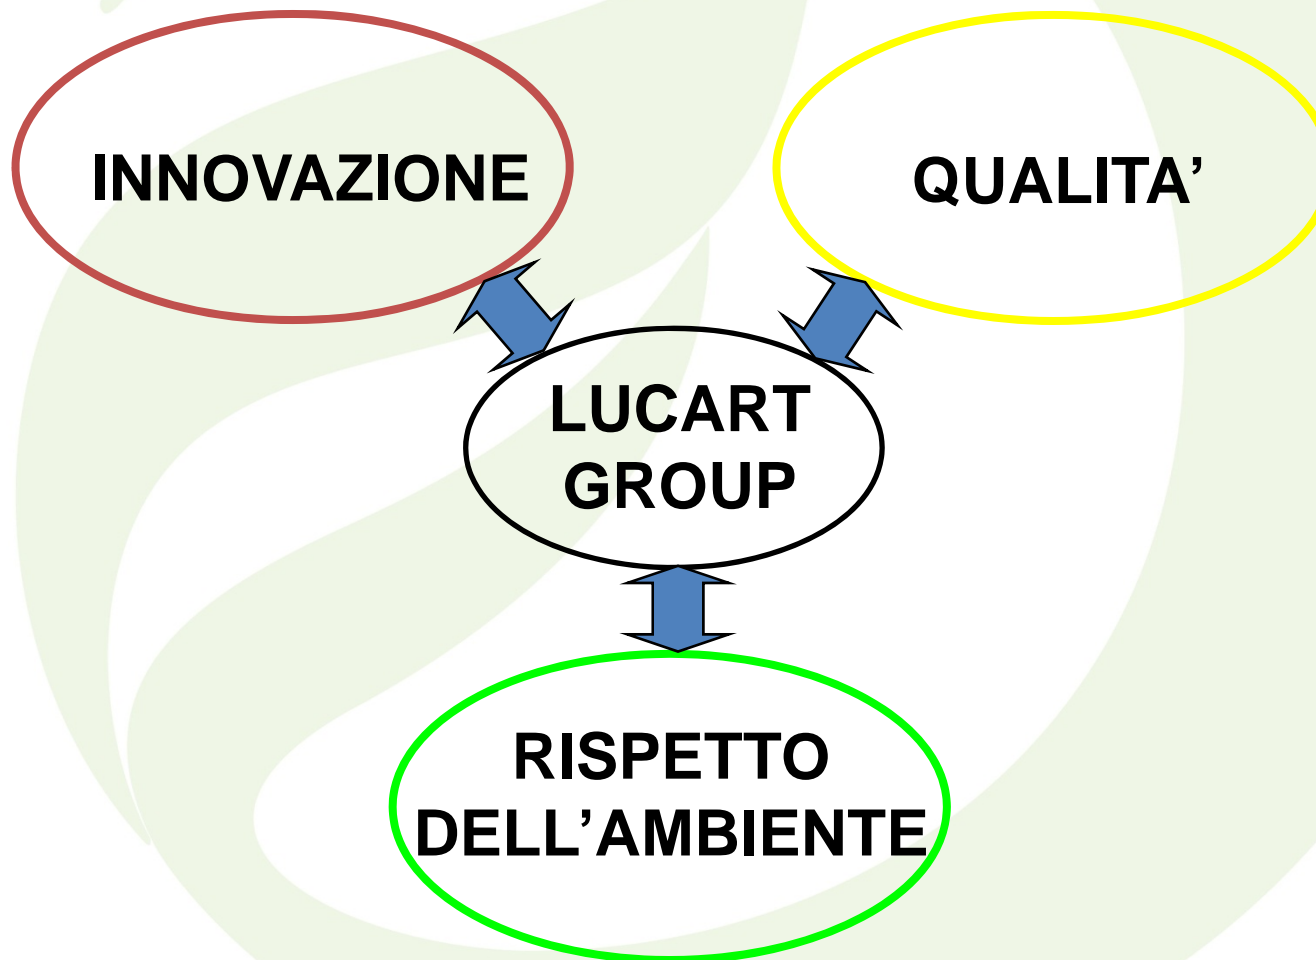 INNOVAZIONE
QUALITA’
LUCART
GROUP
RISPETTO
DELL’AMBIENTE